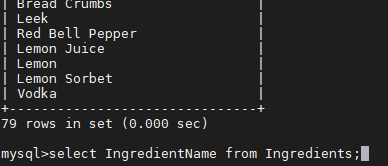 | Bread Crumbs |
| Leek |
| Red Bell Pepper |
| Lemon Juice |
| Lemon |
| Lemon Sorbet |
| Vodka |
+-------------------------------+
79 rows in set (0.000 sec)
mysql>select IngredientName from Ingredients;